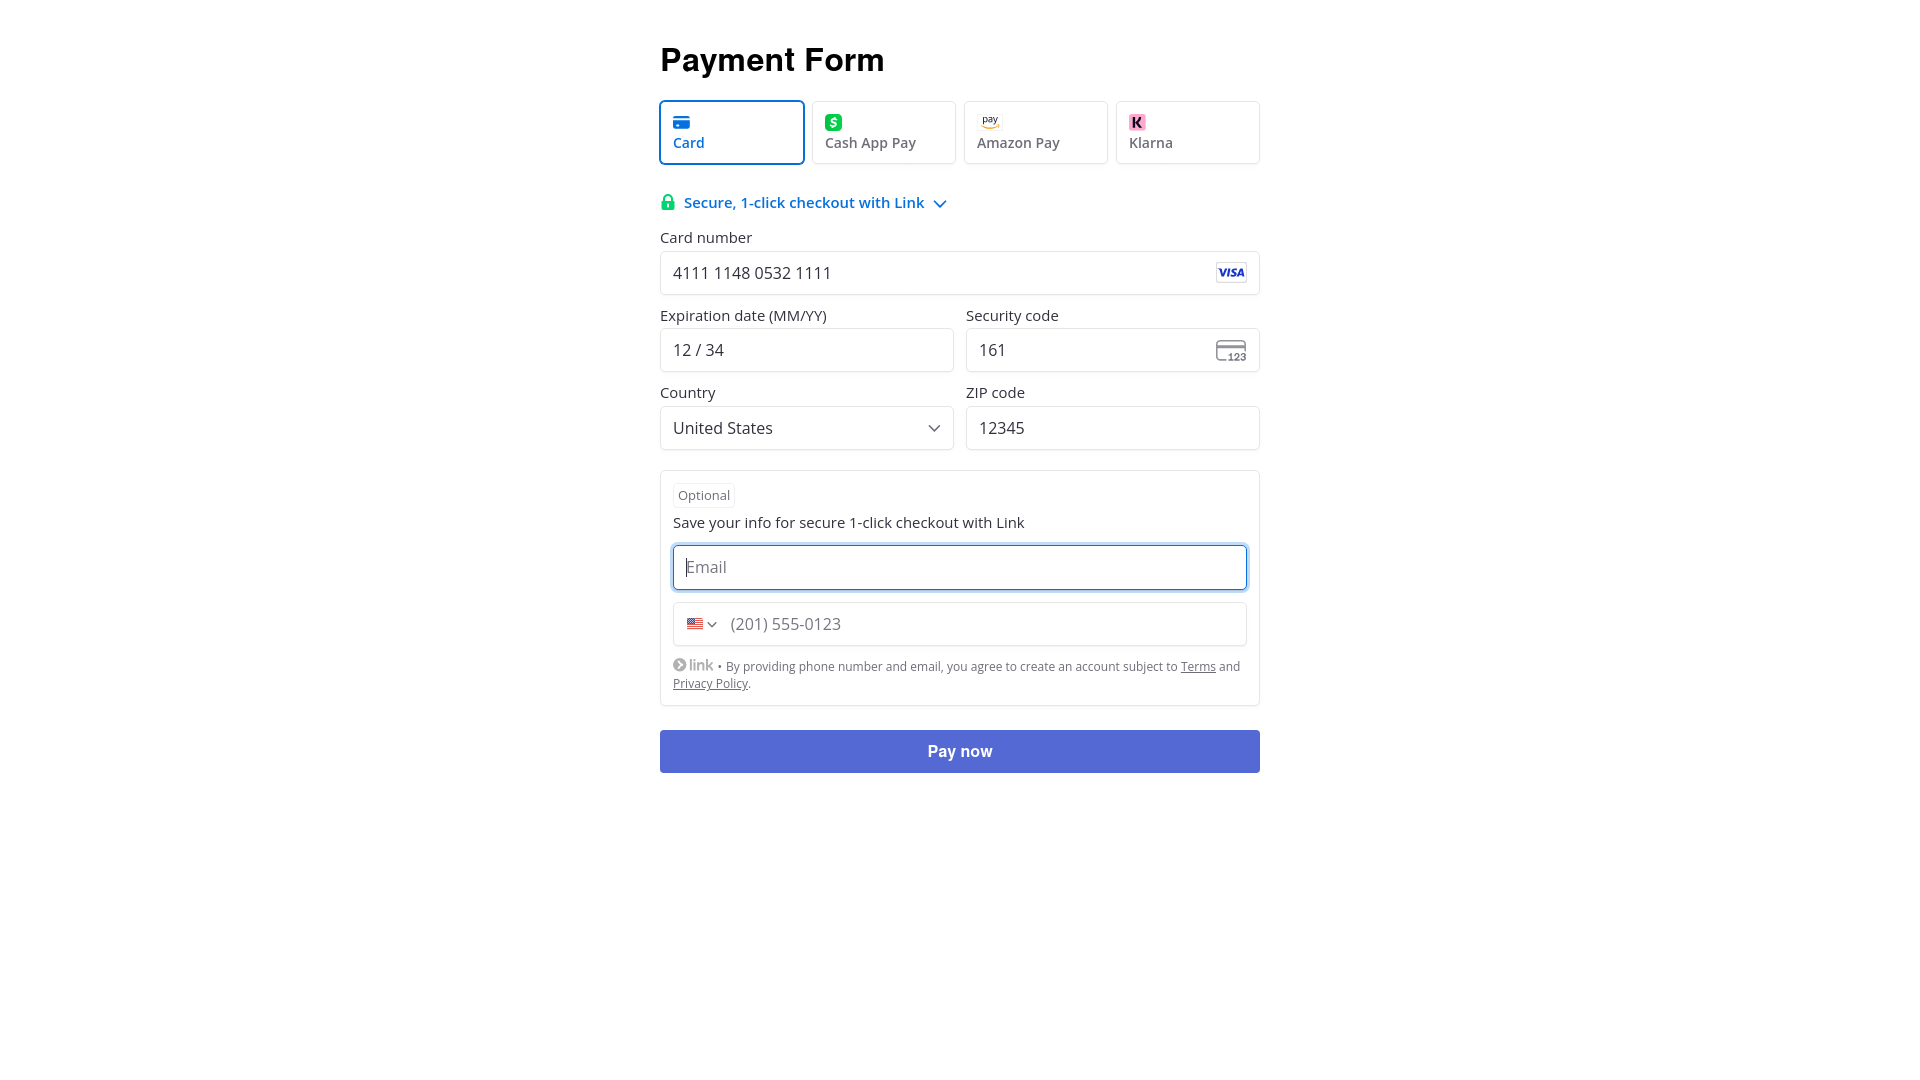 Payment Form
Card
$
Cash App Pay
pay
Amazon Pay
K
Klarna
Secure, 1-click checkout with Link
Card number
4111 1148 0532 1111
VISA
Expiration date (MM/YY)
Security code
12 / 34
161
123
Country
ZIP code
United States
12345
Optional
Save your info for secure 1-click checkout with Link
Email
(201) 555-0123
link • By providing phone number and email, you agree to create an account subject to Terms and
Privacy Policy.
Pay now